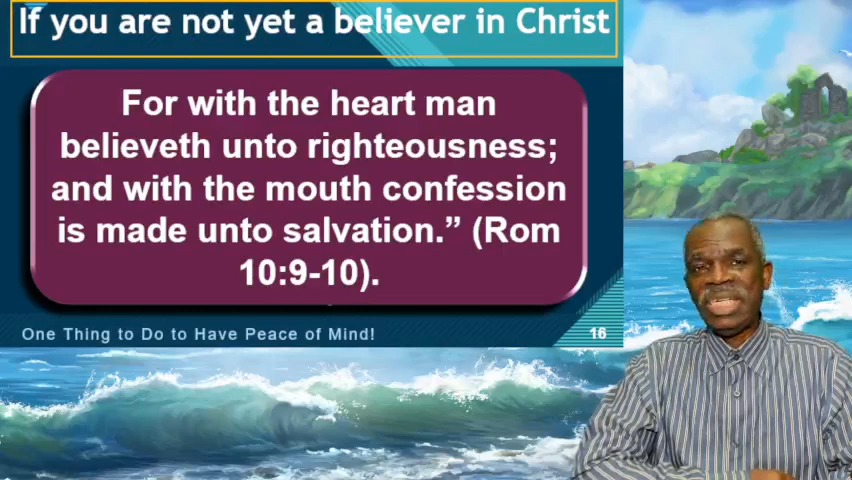 If you are not yet a believer in Christ
For with the heart man
believeth unto righteousness;
and with the mouth confession
is made unto salvation.” (Rom
10:9-10).
One Thing to Do to Have Peace of Mind!
16